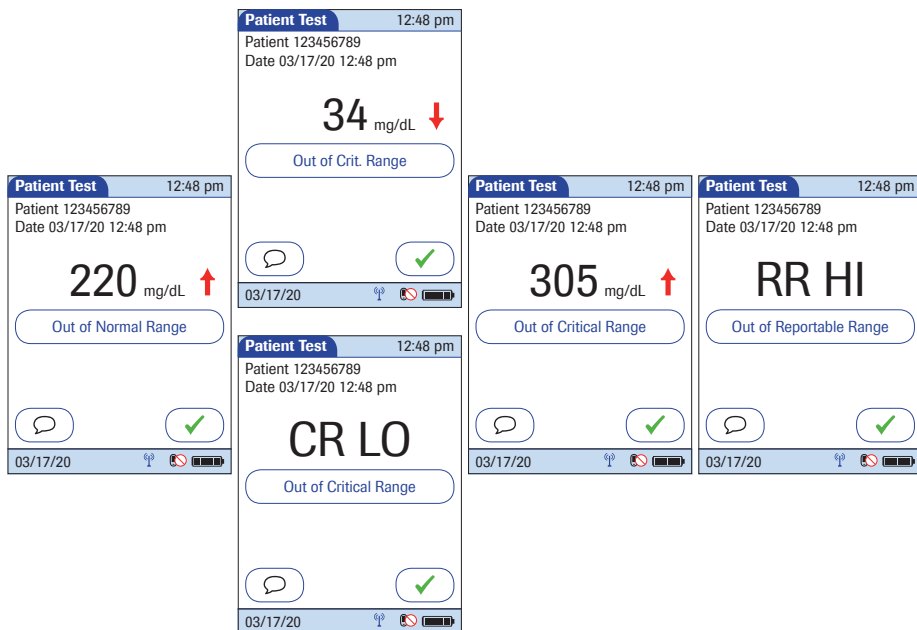 Patient Test 12:48 pm
Patient 123456789
Date 03/17/20 12:48 pm
220 mg/dL
Out of Normal Range
03/17/20
Patient Test 12:48 pm
Patient 123456789
Date 03/17/20 12:48 pm
34 mg/dL
Out of Crit. Range
03/17/20
Patient Test 12:48 pm
Patient 123456789
Date 03/17/20 12:48 pm
CR LO
Out of Critical Range
03/17/20
Patient Test 12:48 pm
Patient 123456789
Date 03/17/20 12:48 pm
305 mg/dL
Out of Critical Range
03/17/20
Patient Test 12:48 pm
Patient 123456789
Date 03/17/20 12:48 pm
RR HI
Out of Reportable Range
03/17/20